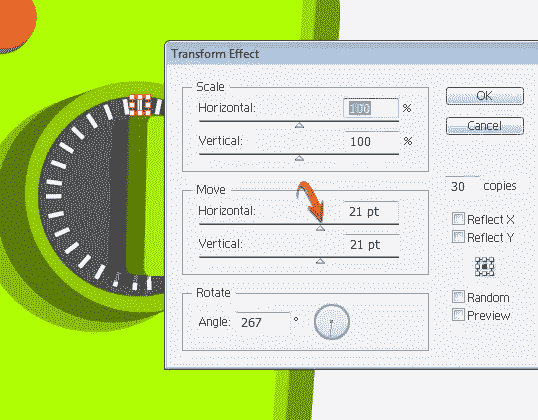 Transform Effect
Scale
Horizontal: 100 %
Vertical: 100 %
Move
Horizontal: 21 pt
Vertical: 21 pt
Rotate
Angle: 267 °
OK
Cancel
30 copies
Reflect X
Reflect Y
Random
Preview